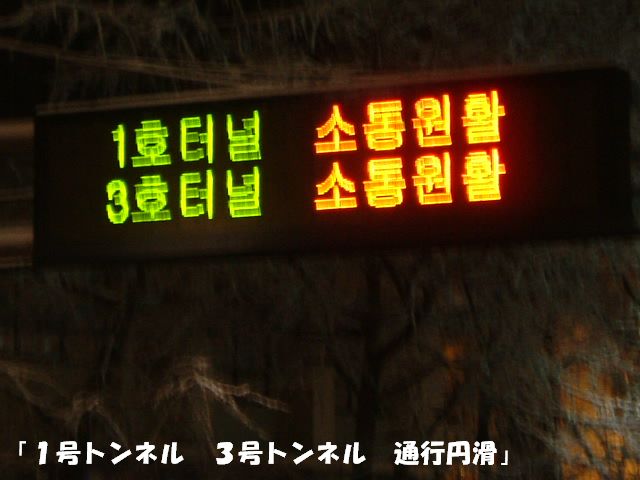 1호터널 소통원활
3호터널 소통원활
「１号トンネル　３号トンネル　通行円滑」